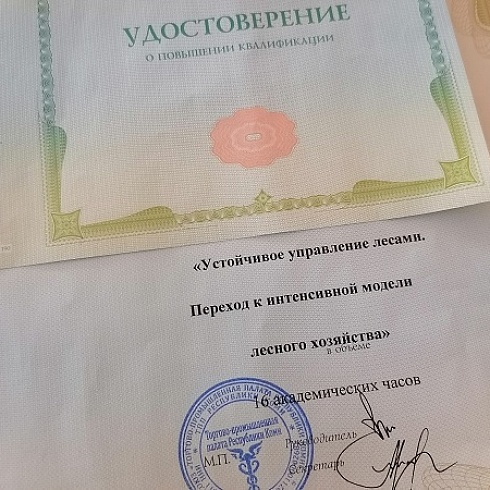 УДОСТОВЕРЕНИЕ
О ПОВЫШЕНИИ КВАЛИФИКАЦИИ
«Устойчивое управление лесами.
Переход к интенсивной модели
лесного хозяйства»
в объеме
16 академических часов
Торгово-промышленная
палата Республики Коми
М.П.
Руководитель
Секретарь